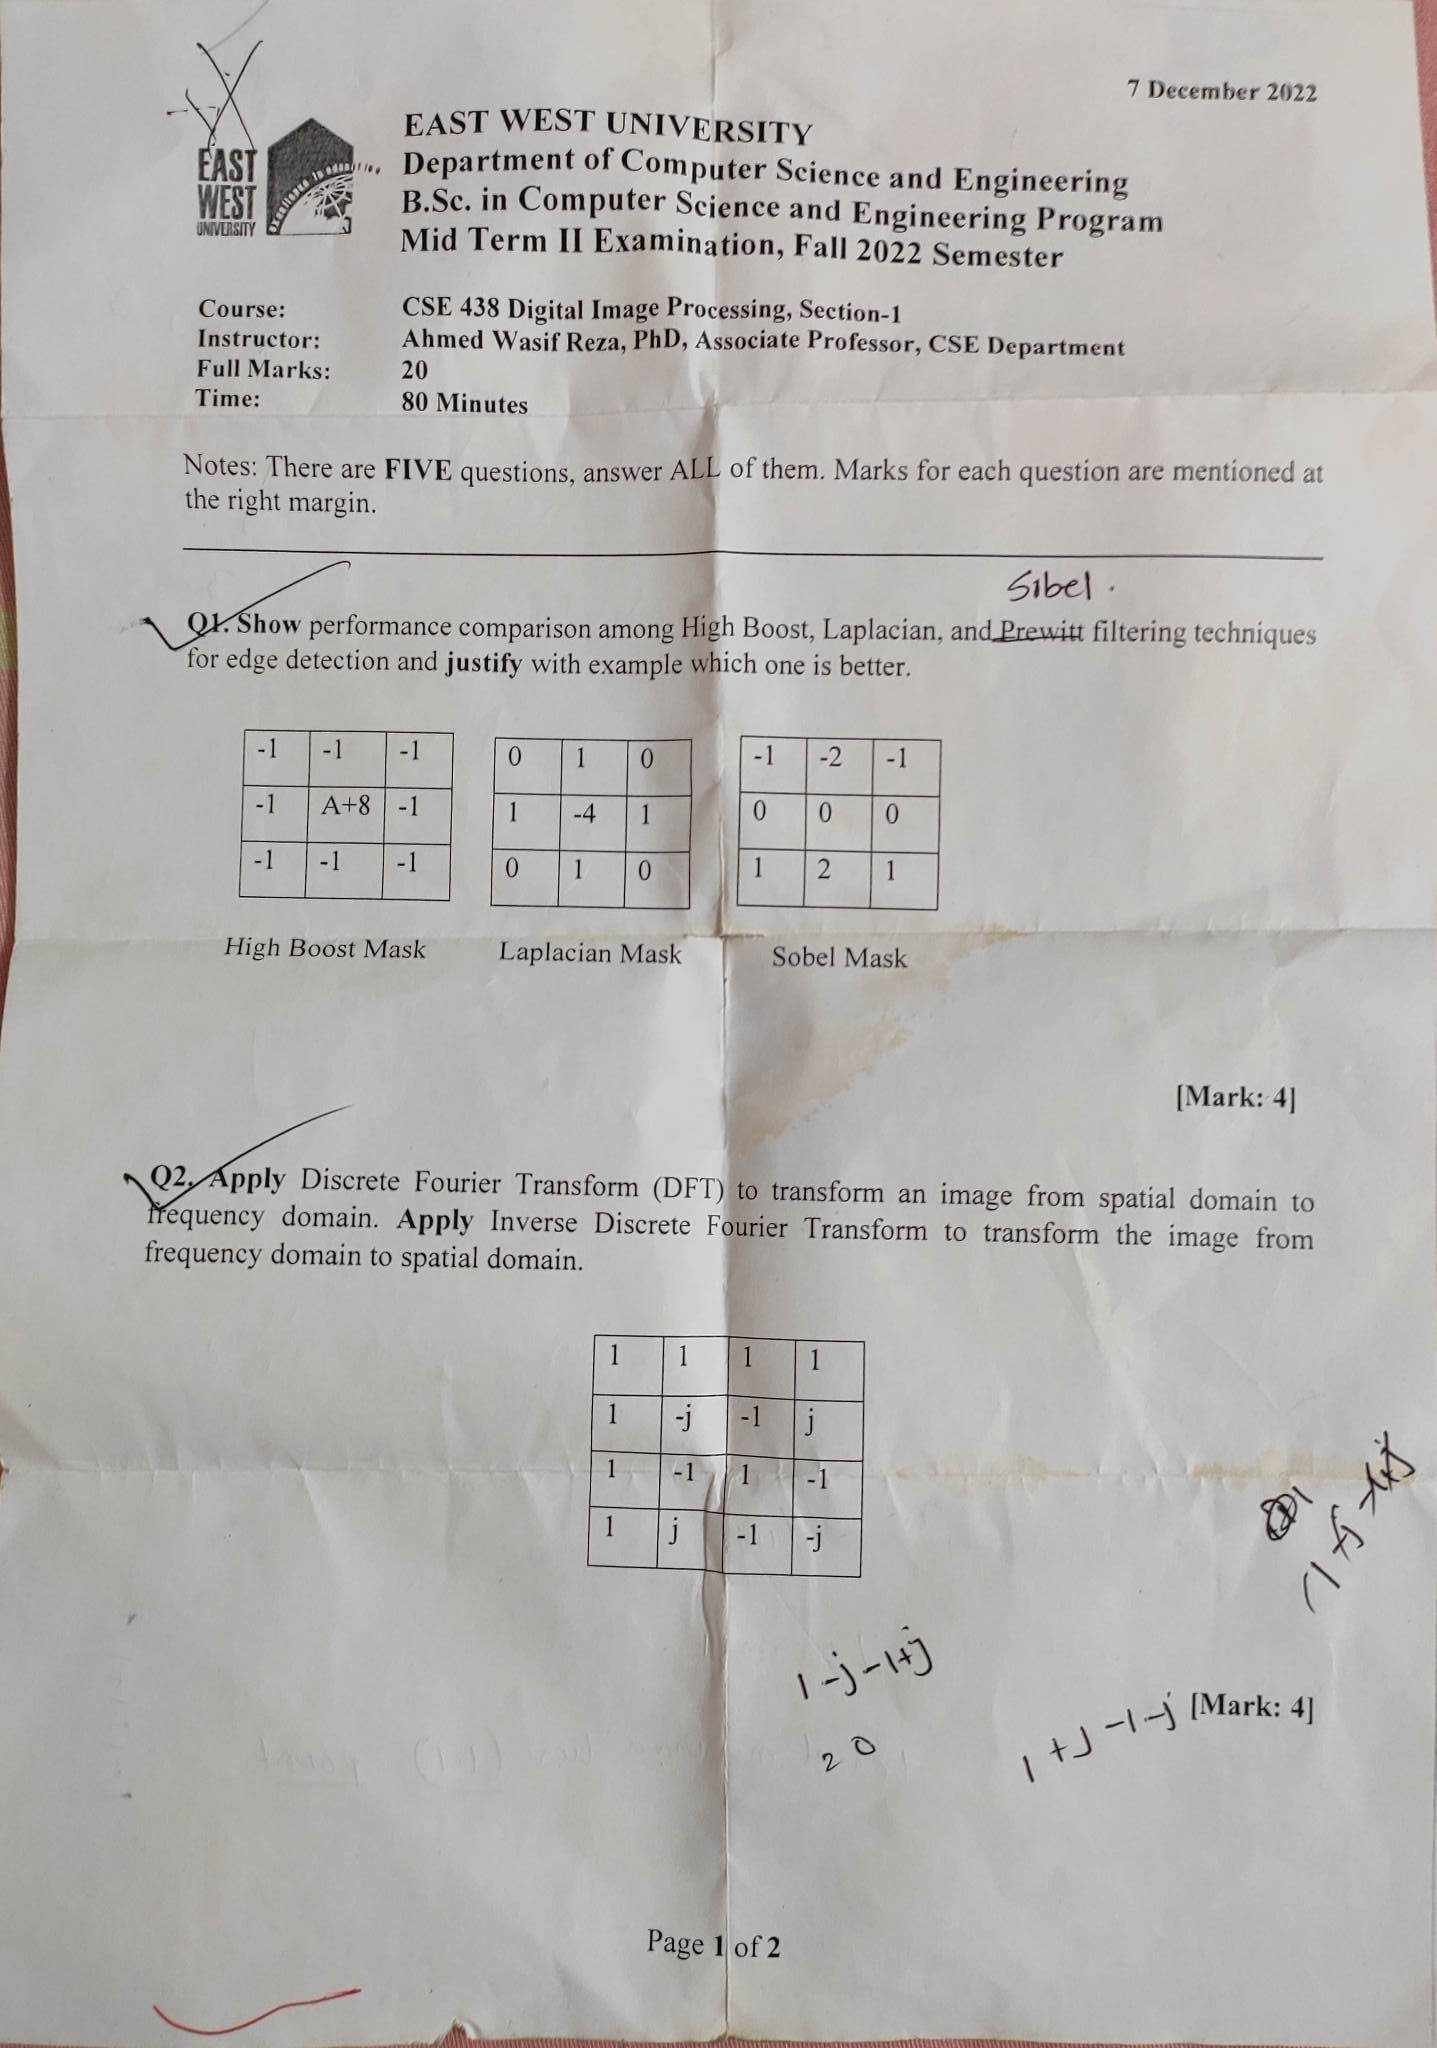 7 December 2022
EAST
WEST
UNIVERSITY
EAST WEST UNIVERSITY
Department of Computer Science and Engineering
B.Sc. in Computer Science and Engineering Program
Mid Term II Examination, Fall 2022 Semester
Course: CSE 438 Digital Image Processing, Section-1
Instructor: Ahmed Wasif Reza, PhD, Associate Professor, CSE Department
Full Marks: 20
Time: 80 Minutes
Notes: There are FIVE questions, answer ALL of them. Marks for each question are mentioned at
the right margin.
Sibel.
Q1. Show performance comparison among High Boost, Laplacian, and Prewitt filtering techniques
for edge detection and justify with example which one is better.
-1 -1 -1 0 1 0 -1 -2 -1
-1 A+8 -1 1 -4 1 0 0 0
-1 -1 -1 0 1 0 1 2 1
High Boost Mask Laplacian Mask Sobel Mask
[Mark: 4]
Q2. Apply Discrete Fourier Transform (DFT) to transform an image from spatial domain to
frequency domain. Apply Inverse Discrete Fourier Transform to transform the image from
frequency domain to spatial domain.
1 1 1 1
1 -j -1 j
1 -1 1 -1
1 j -1 -j
1-j-1+j
1+j-1-j [Mark: 4]
Page 1 of 2